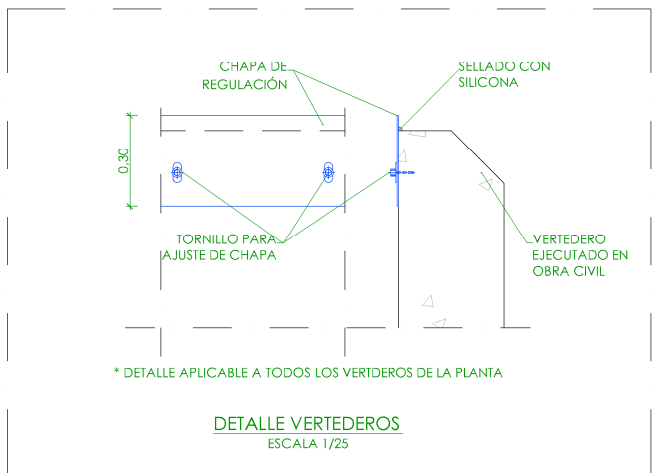 CHAPA DE
REGULACIÓN
SELLADO CON
SILICONA
0,30
TORNILLO PARA
AJUSTE DE CHAPA
VERTEDERO
EJECUTADO EN
OBRA CIVIL
* DETALLE APLICABLE A TODOS LOS VERTDEROS DE LA PLANTA
DETALLE VERTEDEROS
ESCALA 1/25